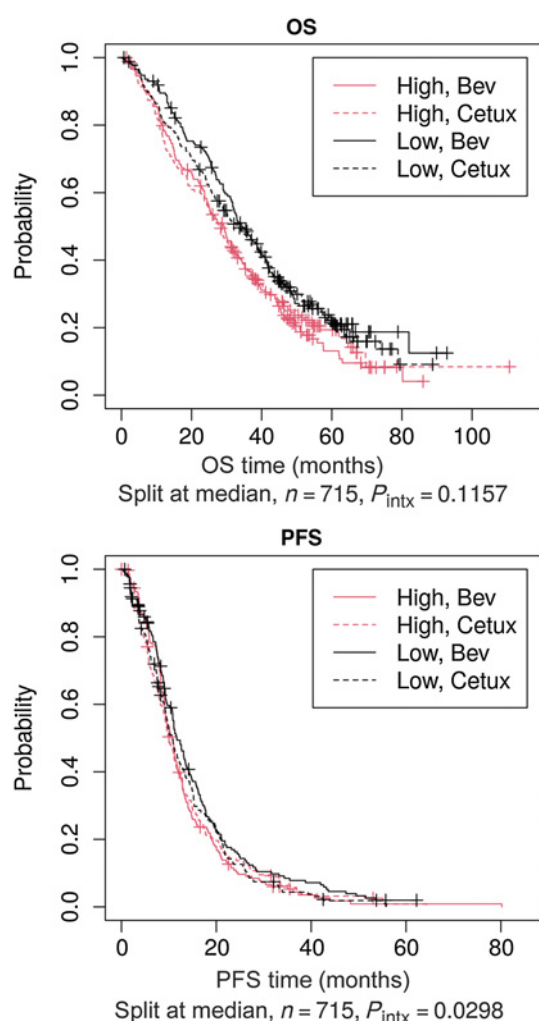 OS
Probability
1.0
0.8
0.6
0.4
0.2
0.0
High, Bev
High, Cetux
Low, Bev
Low, Cetux
0 20 40 60 80 100
OS time (months)
Split at median, n = 715, Pintx = 0.1157
PFS
Probability
1.0
0.8
0.6
0.4
0.2
0.0
High, Bev
High, Cetux
Low, Bev
Low, Cetux
0 20 40 60 80
PFS time (months)
Split at median, n = 715, Pintx = 0.0298